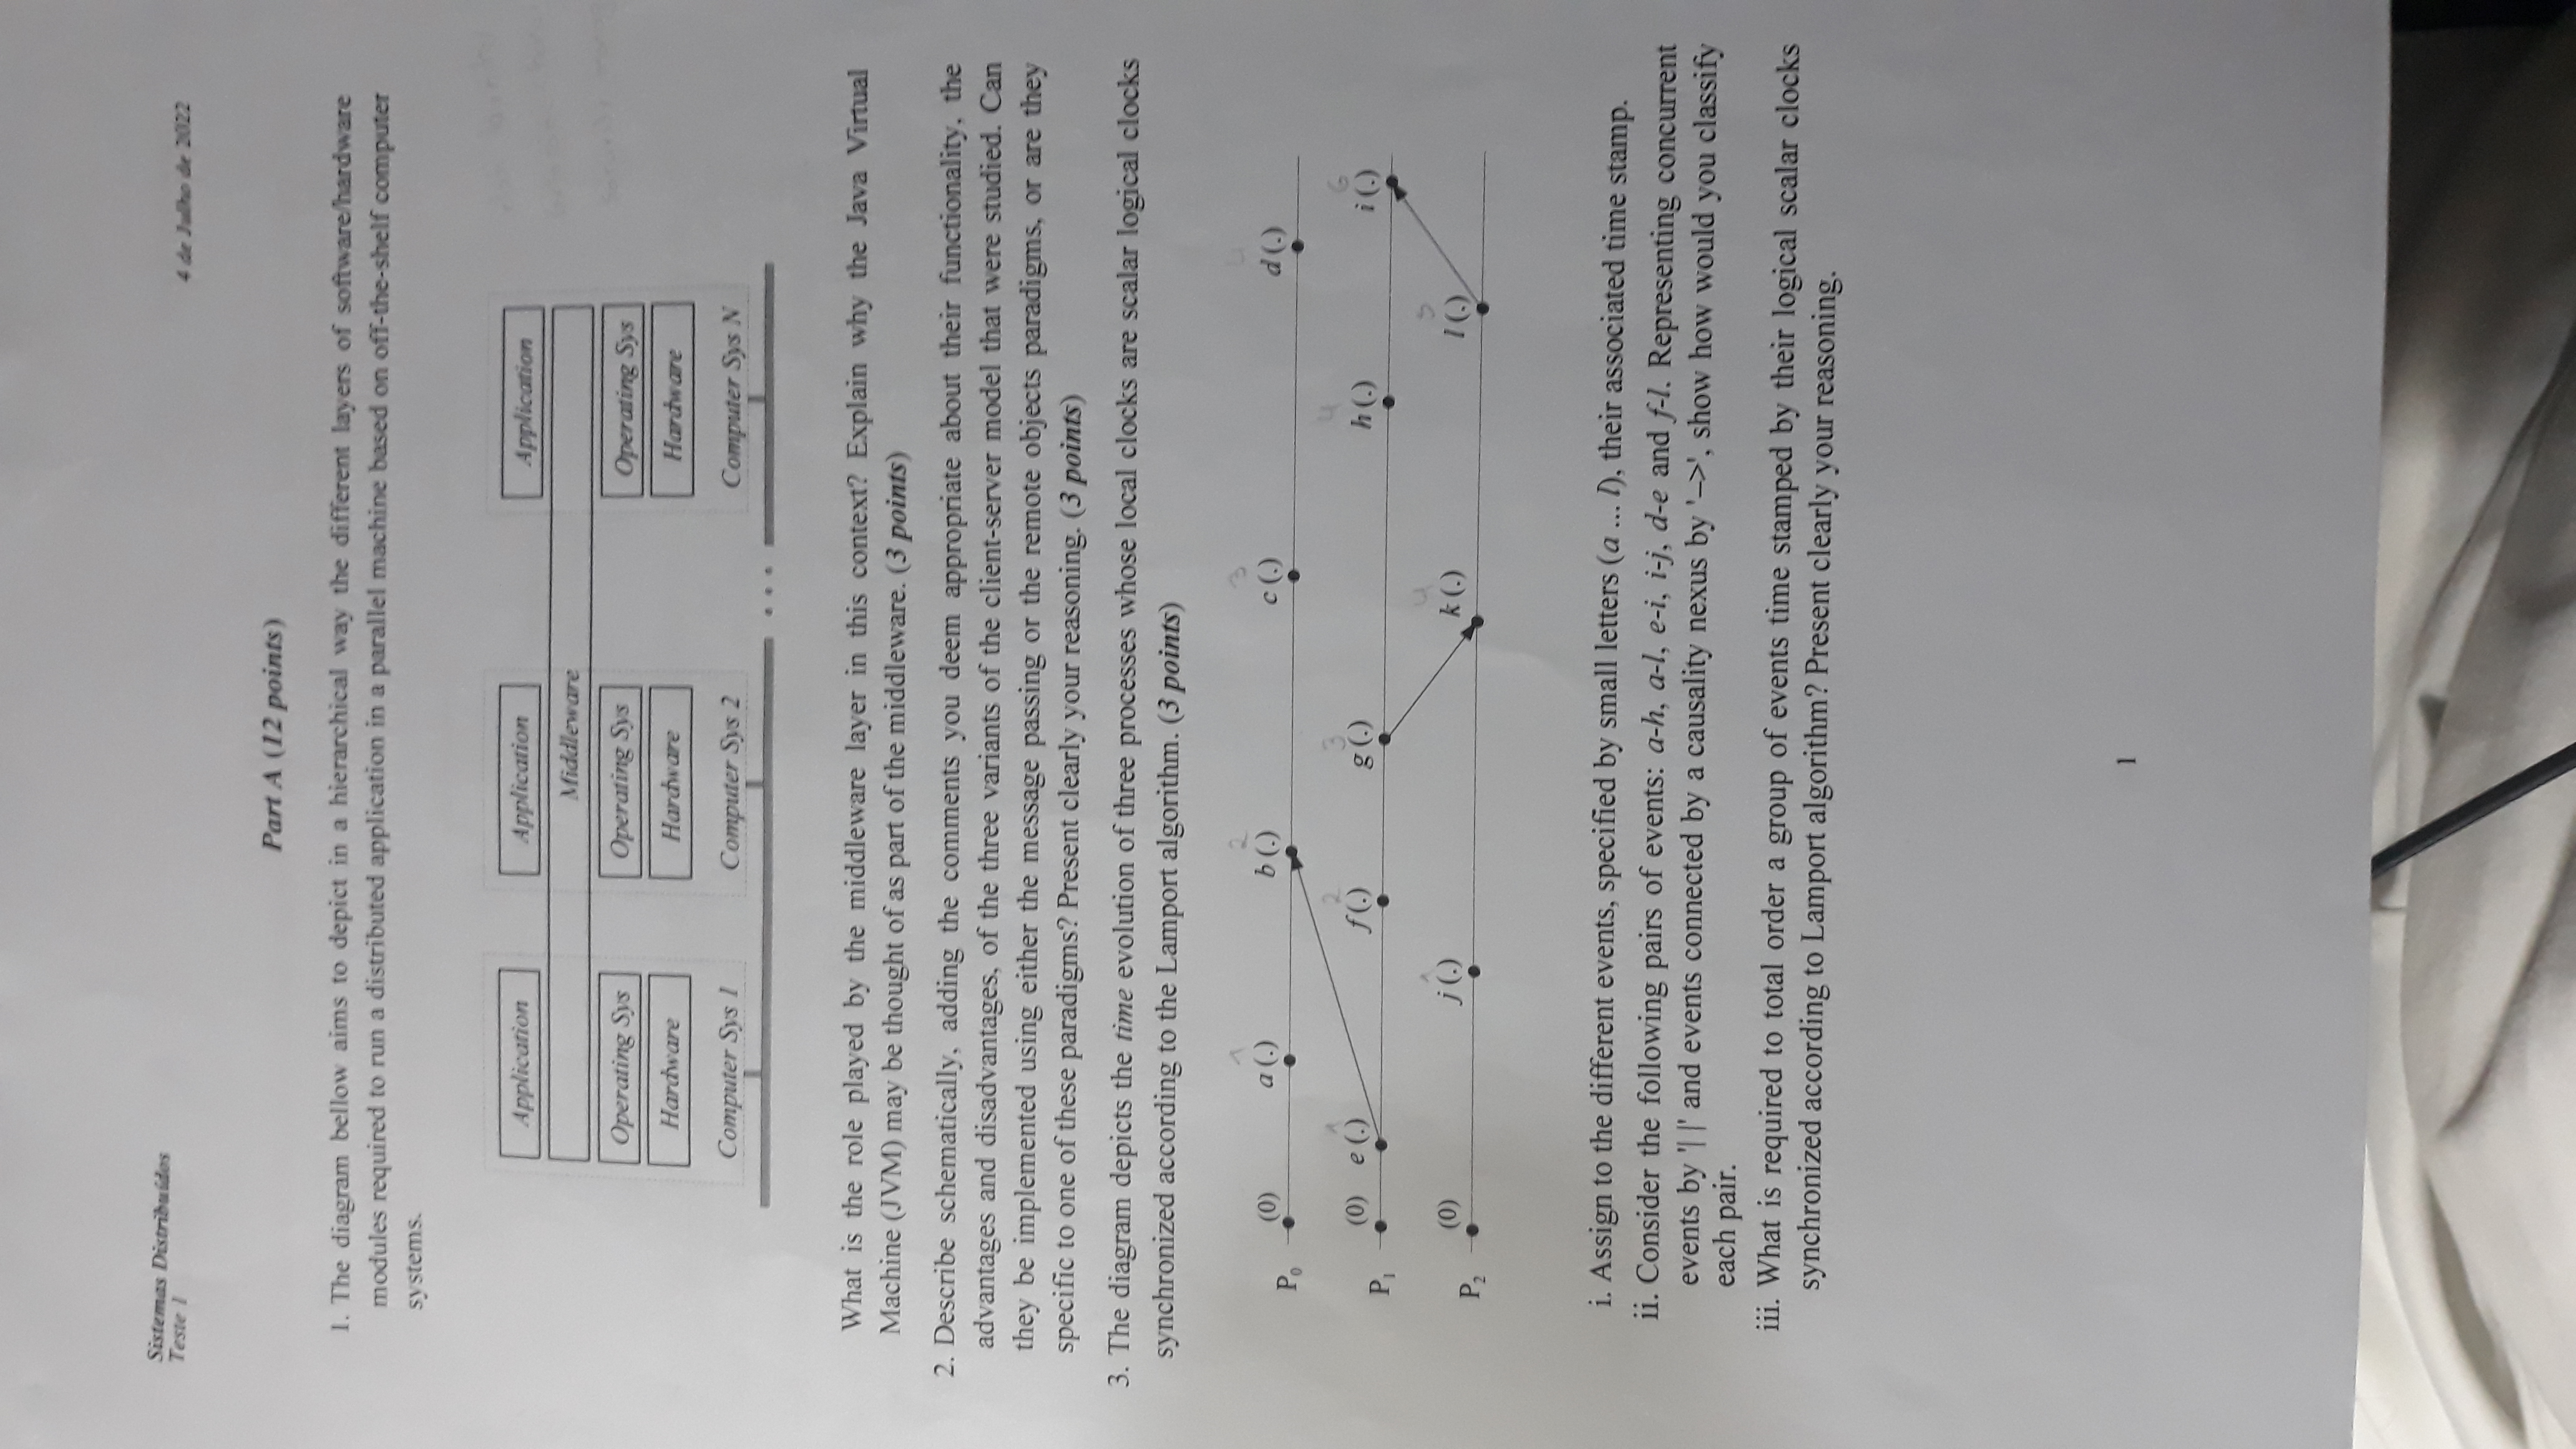 Sistemas Distribuídos
Teste 1
4 de Julho de 2022
Part A (12 points)
1. The diagram bellow aims to depict in a hierarchical way the different layers of software/hardware
modules required to run a distributed application in a parallel machine based on off-the-shelf computer
systems.
Application Application Application
Middleware
Operating Sys Operating Sys Operating Sys
Hardware Hardware Hardware
Computer Sys 1 Computer Sys 2 Computer Sys N
. . .
What is the role played by the middleware layer in this context? Explain why the Java Virtual
Machine (JVM) may be thought of as part of the middleware. (3 points)
2. Describe schematically, adding the comments you deem appropriate about their functionality, the
advantages and disadvantages, of the three variants of the client-server model that were studied. Can
they be implemented using either the message passing or the remote objects paradigms, or are they
specific to one of these paradigms? Present clearly your reasoning. (3 points)
3. The diagram depicts the time evolution of three processes whose local clocks are scalar logical clocks
synchronized according to the Lamport algorithm. (3 points)
1 2 3 4
(0) a (.) b (.) c (.) d (.)
P0
1 2 3 4 6
(0) e (.) f (.) g (.) h (.) i (.)
P1
1 4 5
(0) j (.) k (.) l (.)
P2
i. Assign to the different events, specified by small letters (a ... l), their associated time stamp.
ii. Consider the following pairs of events: a-h, a-l, e-i, i-j, d-e and f-l. Representing concurrent
events by '| |' and events connected by a causality nexus by '–>', show how would you classify
each pair.
iii. What is required to total order a group of events time stamped by their logical scalar clocks
synchronized according to Lamport algorithm? Present clearly your reasoning.
1